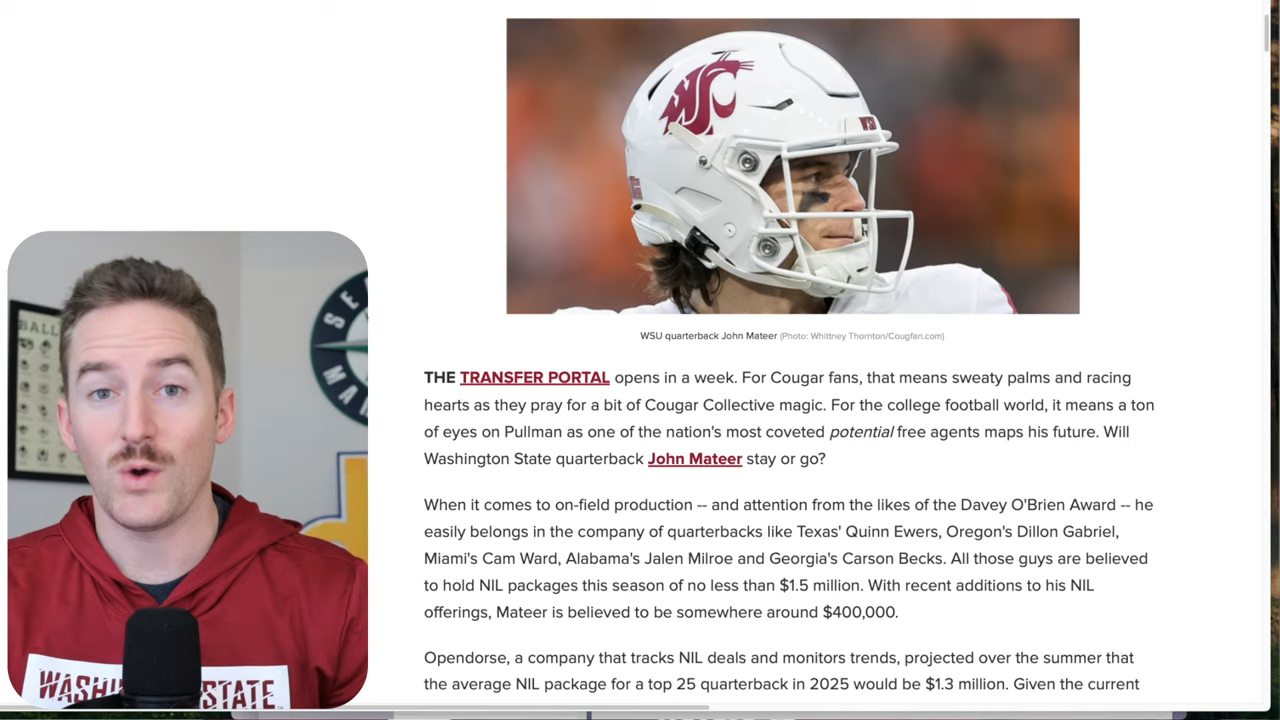 WSU
WSU quarterback John Mateer (Photo: Whittney Thornton/Cougfan.com)
THE TRANSFER PORTAL opens in a week. For Cougar fans, that means sweaty palms and racing
hearts as they pray for a bit of Cougar Collective magic. For the college football world, it means a ton
of eyes on Pullman as one of the nation's most coveted potential free agents maps his future. Will
Washington State quarterback John Mateer stay or go?
When it comes to on-field production -- and attention from the likes of the Davey O'Brien Award -- he
easily belongs in the company of quarterbacks like Texas' Quinn Ewers, Oregon's Dillon Gabriel,
Miami's Cam Ward, Alabama's Jalen Milroe and Georgia's Carson Becks. All those guys are believed
to hold NIL packages this season of no less than $1.5 million. With recent additions to his NIL
offerings, Mateer is believed to be somewhere around $400,000.
Opendorse, a company that tracks NIL deals and monitors trends, projected over the summer that
the average NIL package for a top 25 quarterback in 2025 would be $1.3 million. Given the current
BALL
SE
MA
WASHI STATE